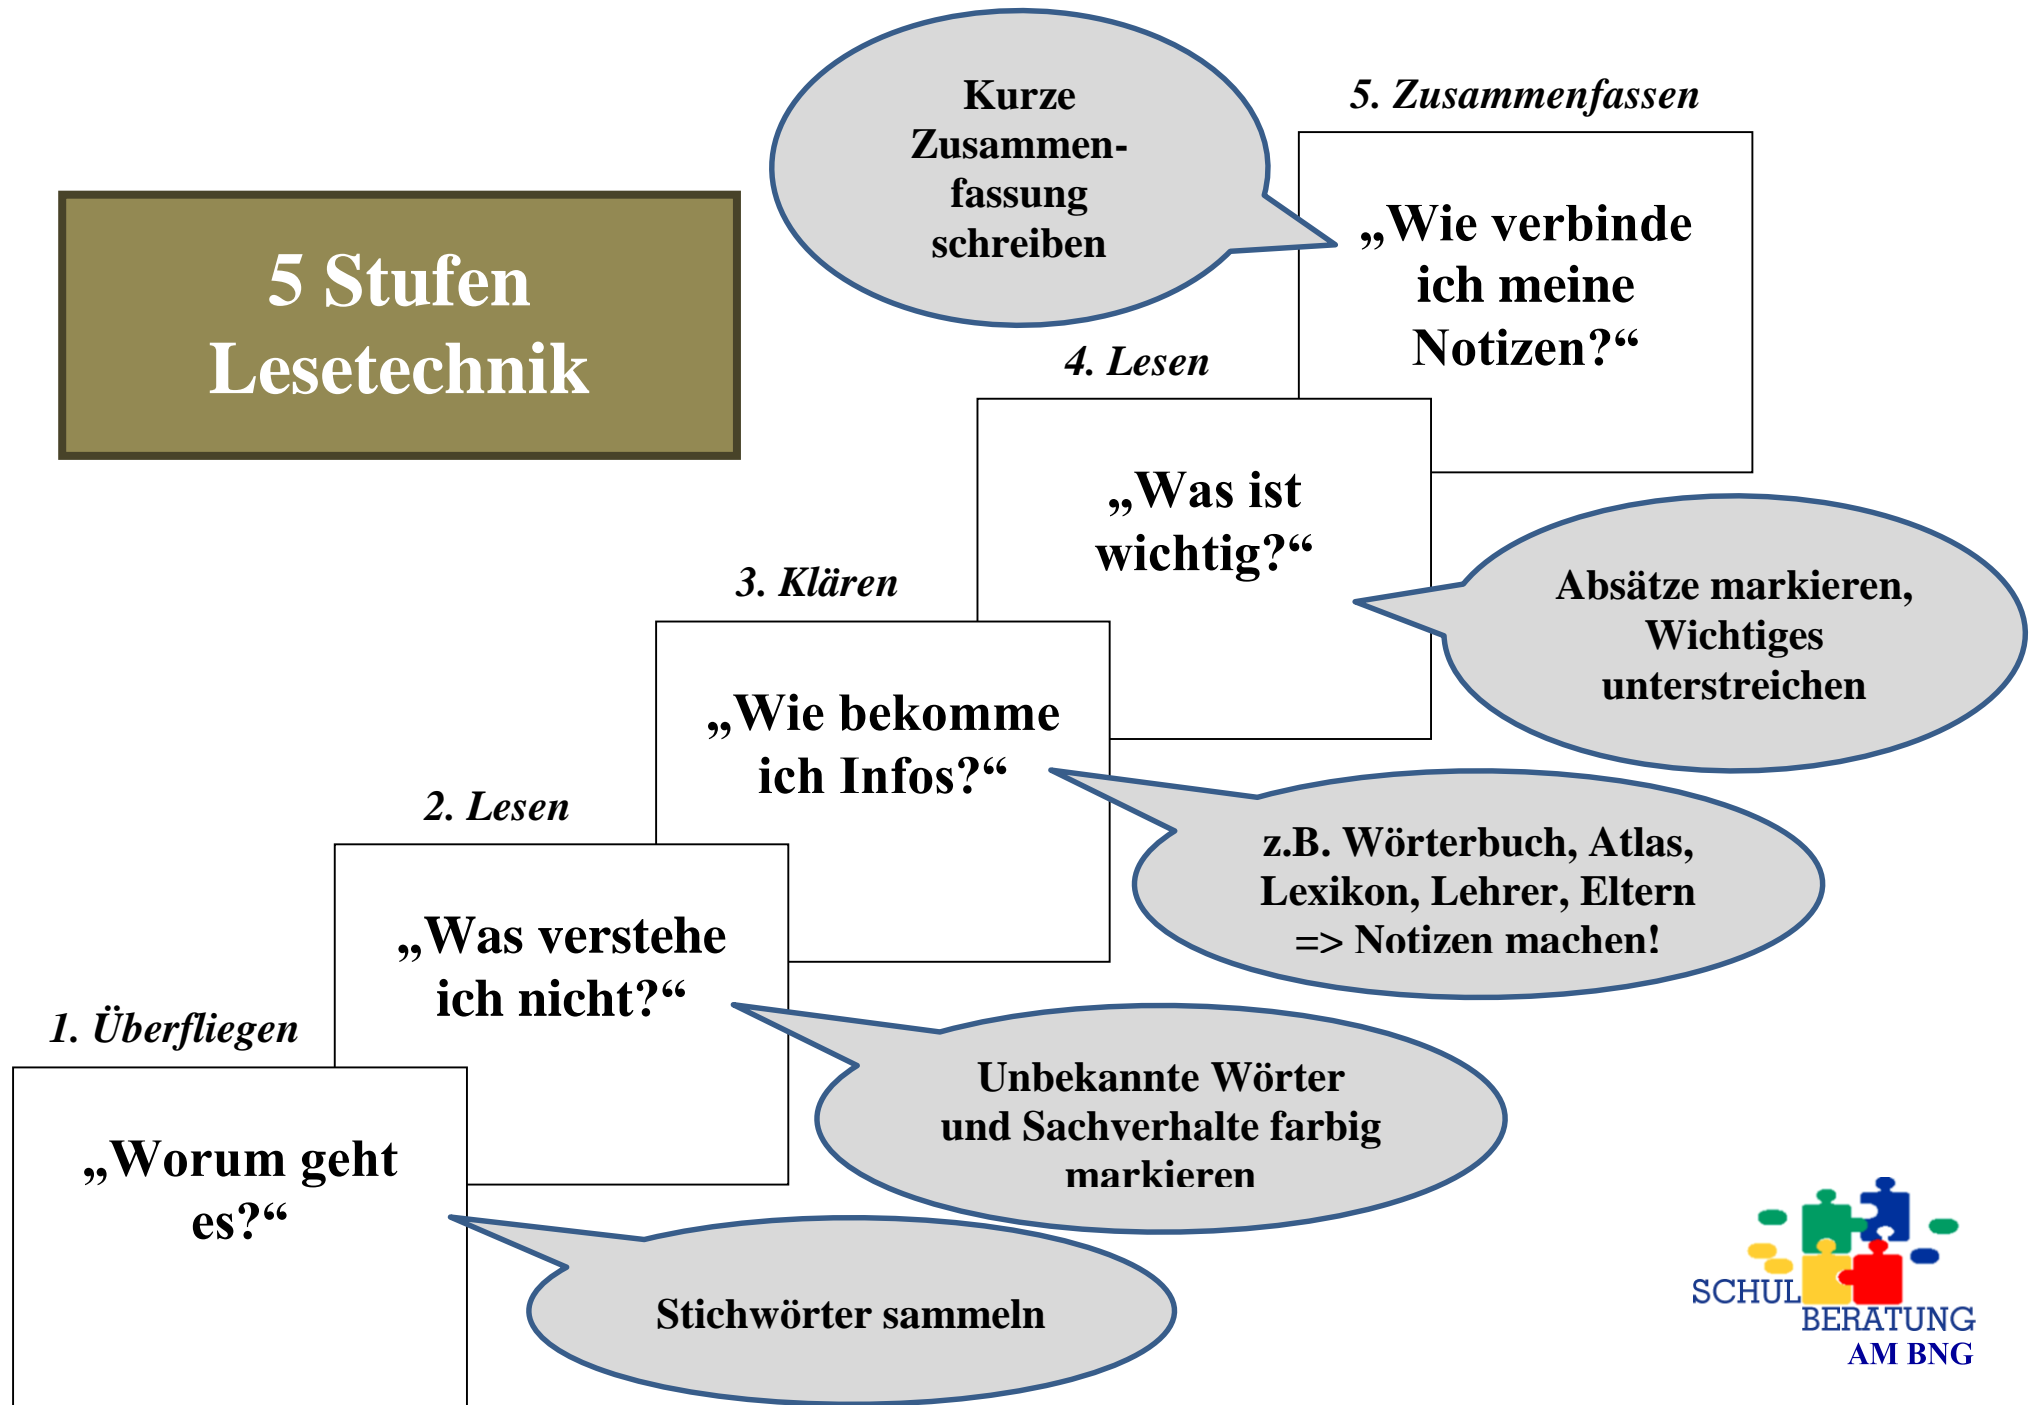 5 Stufen
Lesetechnik
1. Überfliegen
„Worum geht
es?“
Stichwörter sammeln
2. Lesen
„Was verstehe
ich nicht?“
Unbekannte Wörter
und Sachverhalte farbig
markieren
3. Klären
„Wie bekomme
ich Infos?“
z.B. Wörterbuch, Atlas,
Lexikon, Lehrer, Eltern
=> Notizen machen!
4. Lesen
„Was ist
wichtig?“
Absätze markieren,
Wichtiges
unterstreichen
5. Zusammenfassen
„Wie verbinde
ich meine
Notizen?“
Kurze
Zusammen-
fassung
schreiben
SCHUL
BERATUNG
AM BNG